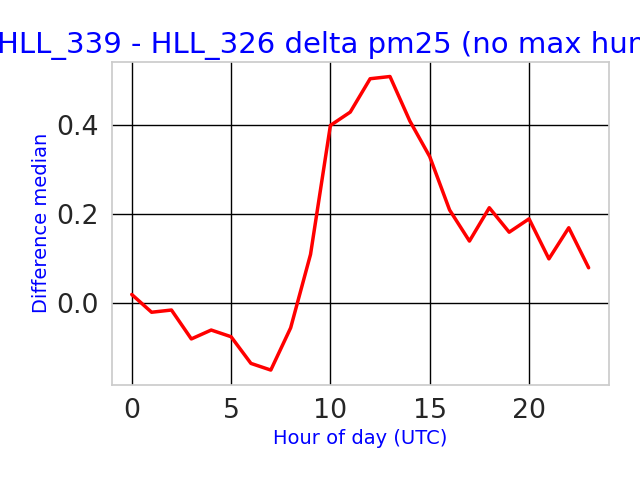 HLL_339 - HLL_326 delta pm25 (no max hum
Difference median
0.4
0.2
0.0
0 5 10 15 20
Hour of day (UTC)